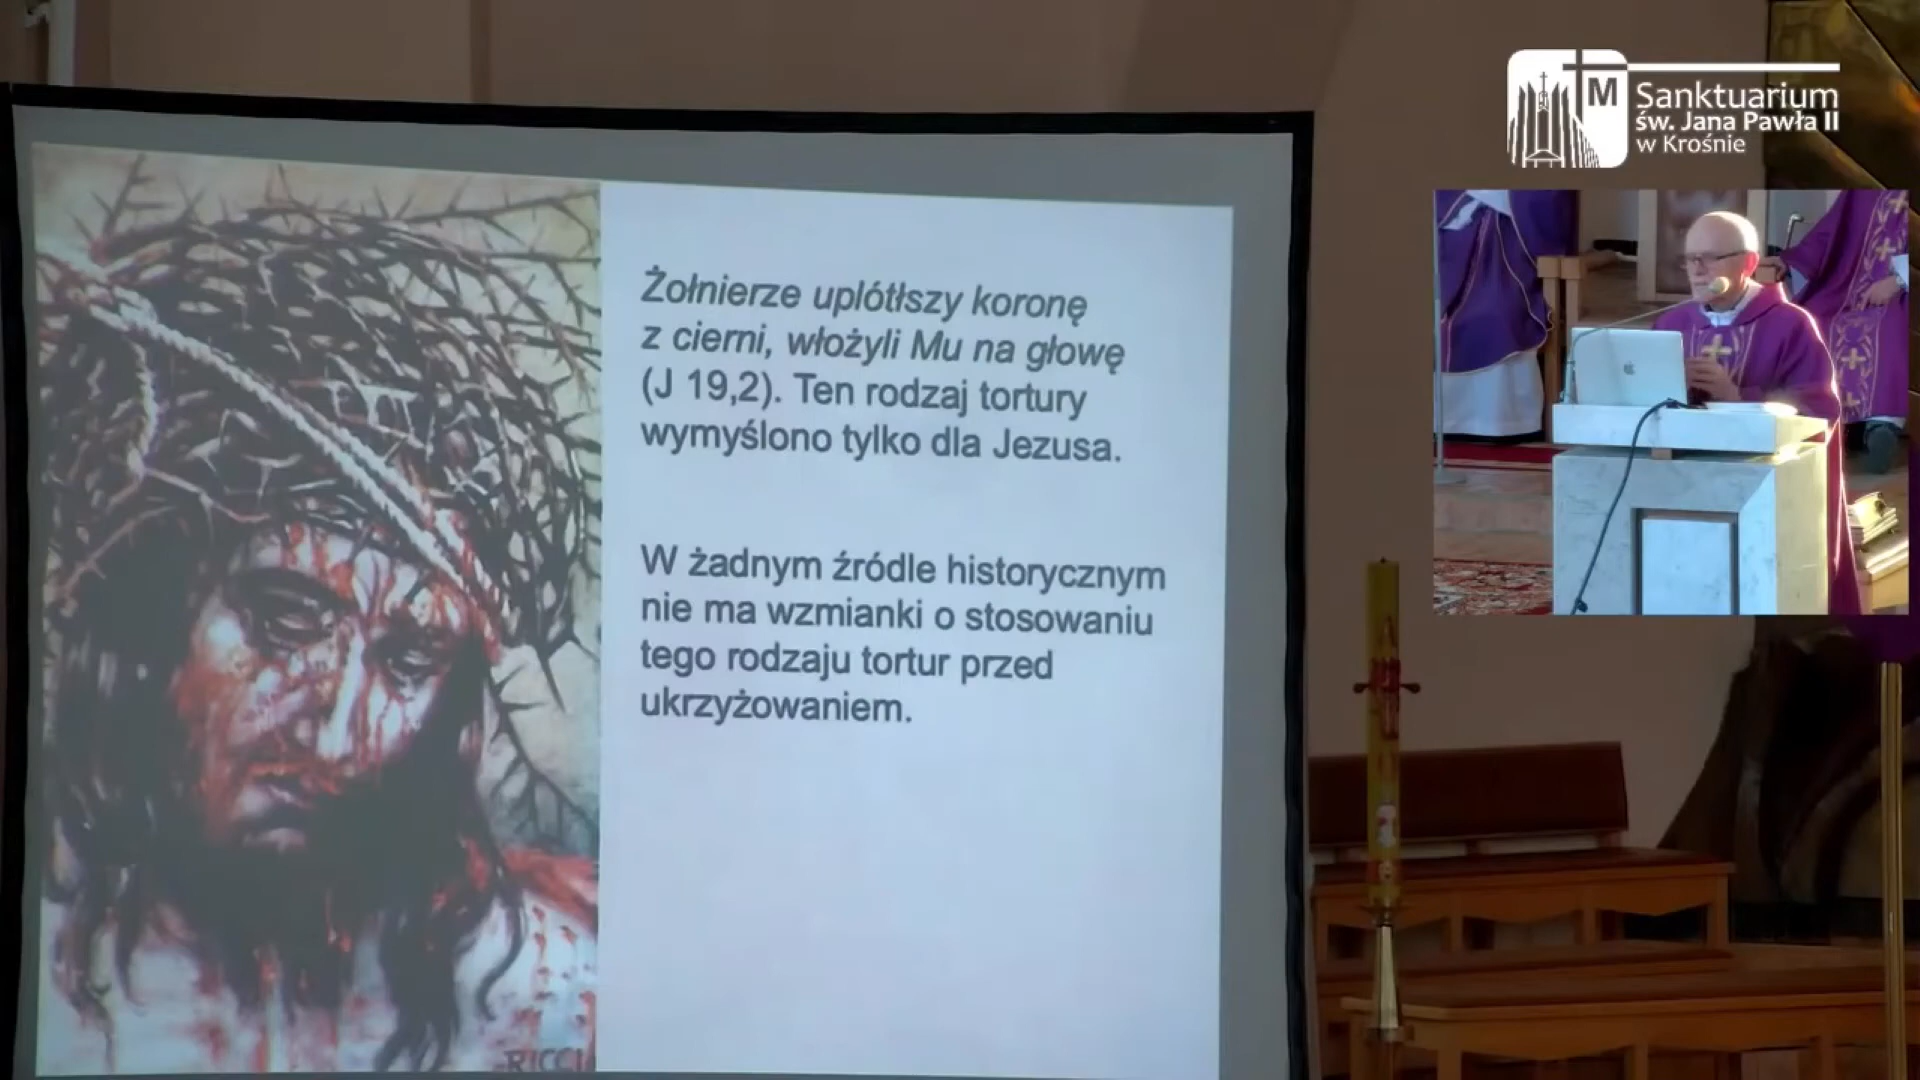 Żołnierze uplótłszy koronę
z cierni, włożyli Mu na głowę
(J 19,2). Ten rodzaj tortury
wymyślono tylko dla Jezusa.
W żadnym źródle historycznym
nie ma wzmianki o stosowaniu
tego rodzaju tortur przed
ukrzyżowaniem.
RICCI
M
Sanktuarium
św. Jana Pawła II
w Krośnie